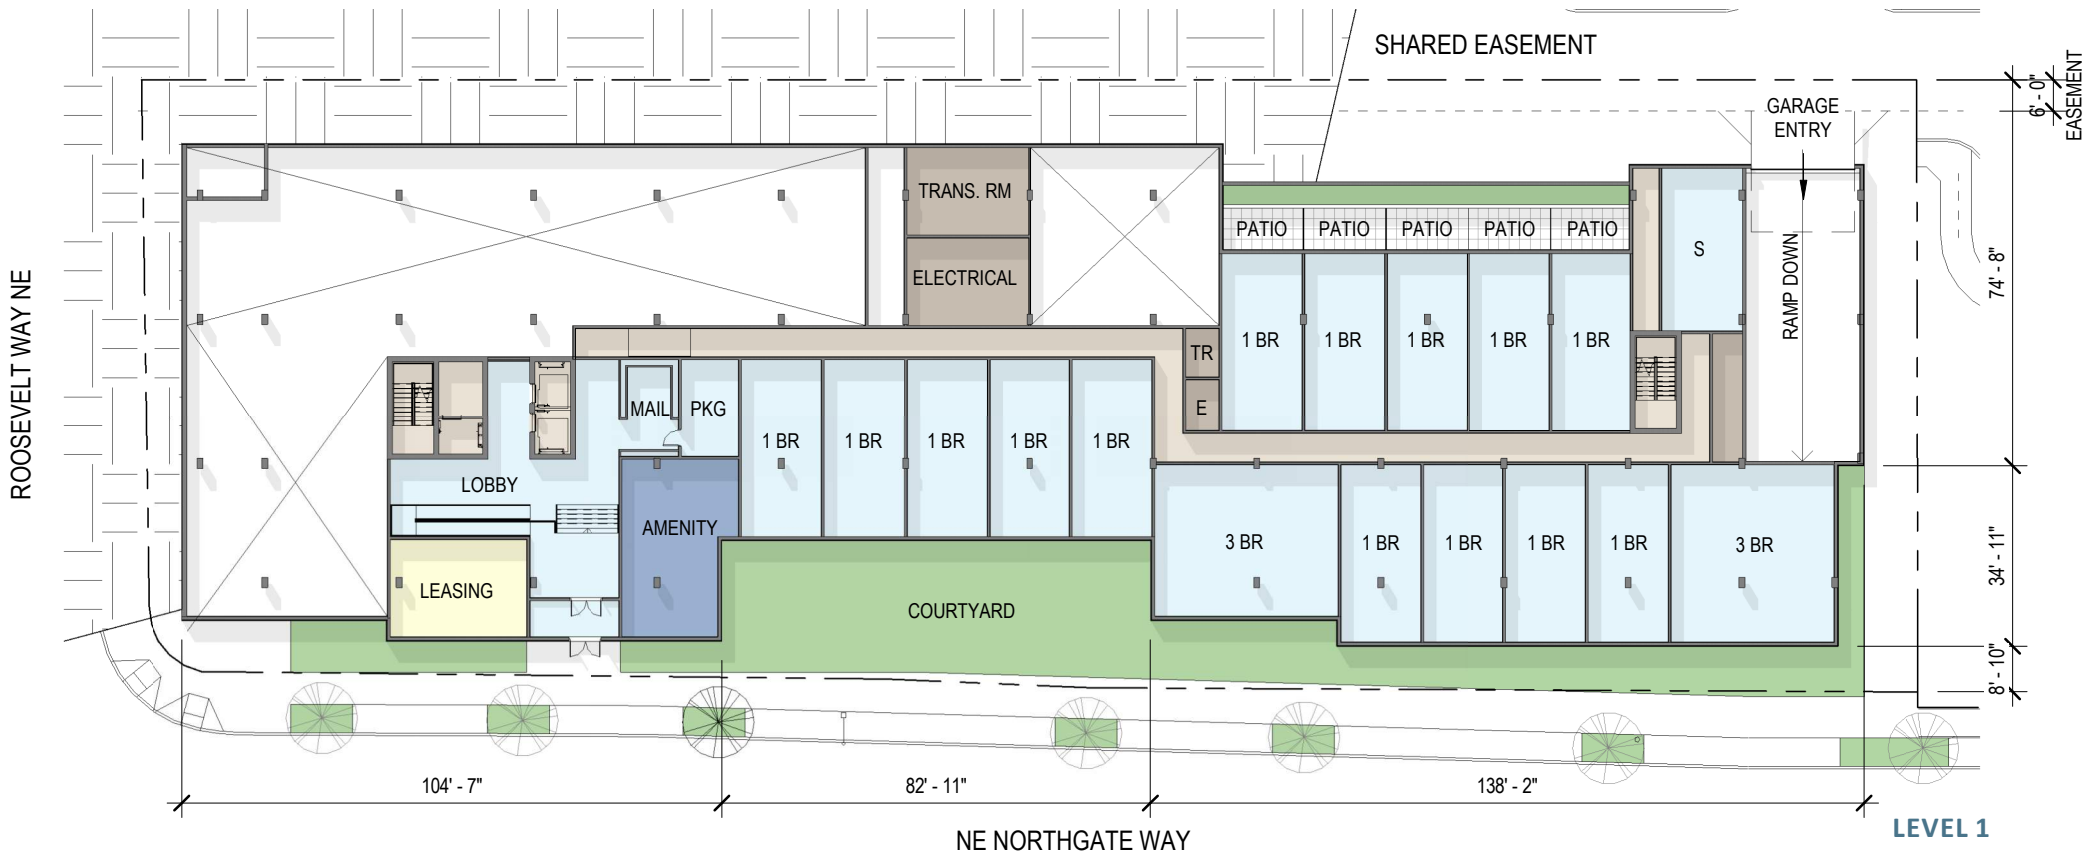 SHARED EASEMENT
6' - 0"
EASEMENT
GARAGE
ENTRY
TRANS. RM
PATIO PATIO PATIO PATIO PATIO
S
ELECTRICAL
RAMP DOWN
74' - 8"
ROOSEVELT WAY NE
TR
1 BR 1 BR 1 BR 1 BR 1 BR
E
MAIL PKG
1 BR 1 BR 1 BR 1 BR 1 BR
LOBBY
AMENITY
3 BR 1 BR 1 BR 1 BR 1 BR 3 BR
34' - 11"
LEASING
COURTYARD
8' - 10"
104' - 7" 82' - 11" 138' - 2"
LEVEL 1
NE NORTHGATE WAY